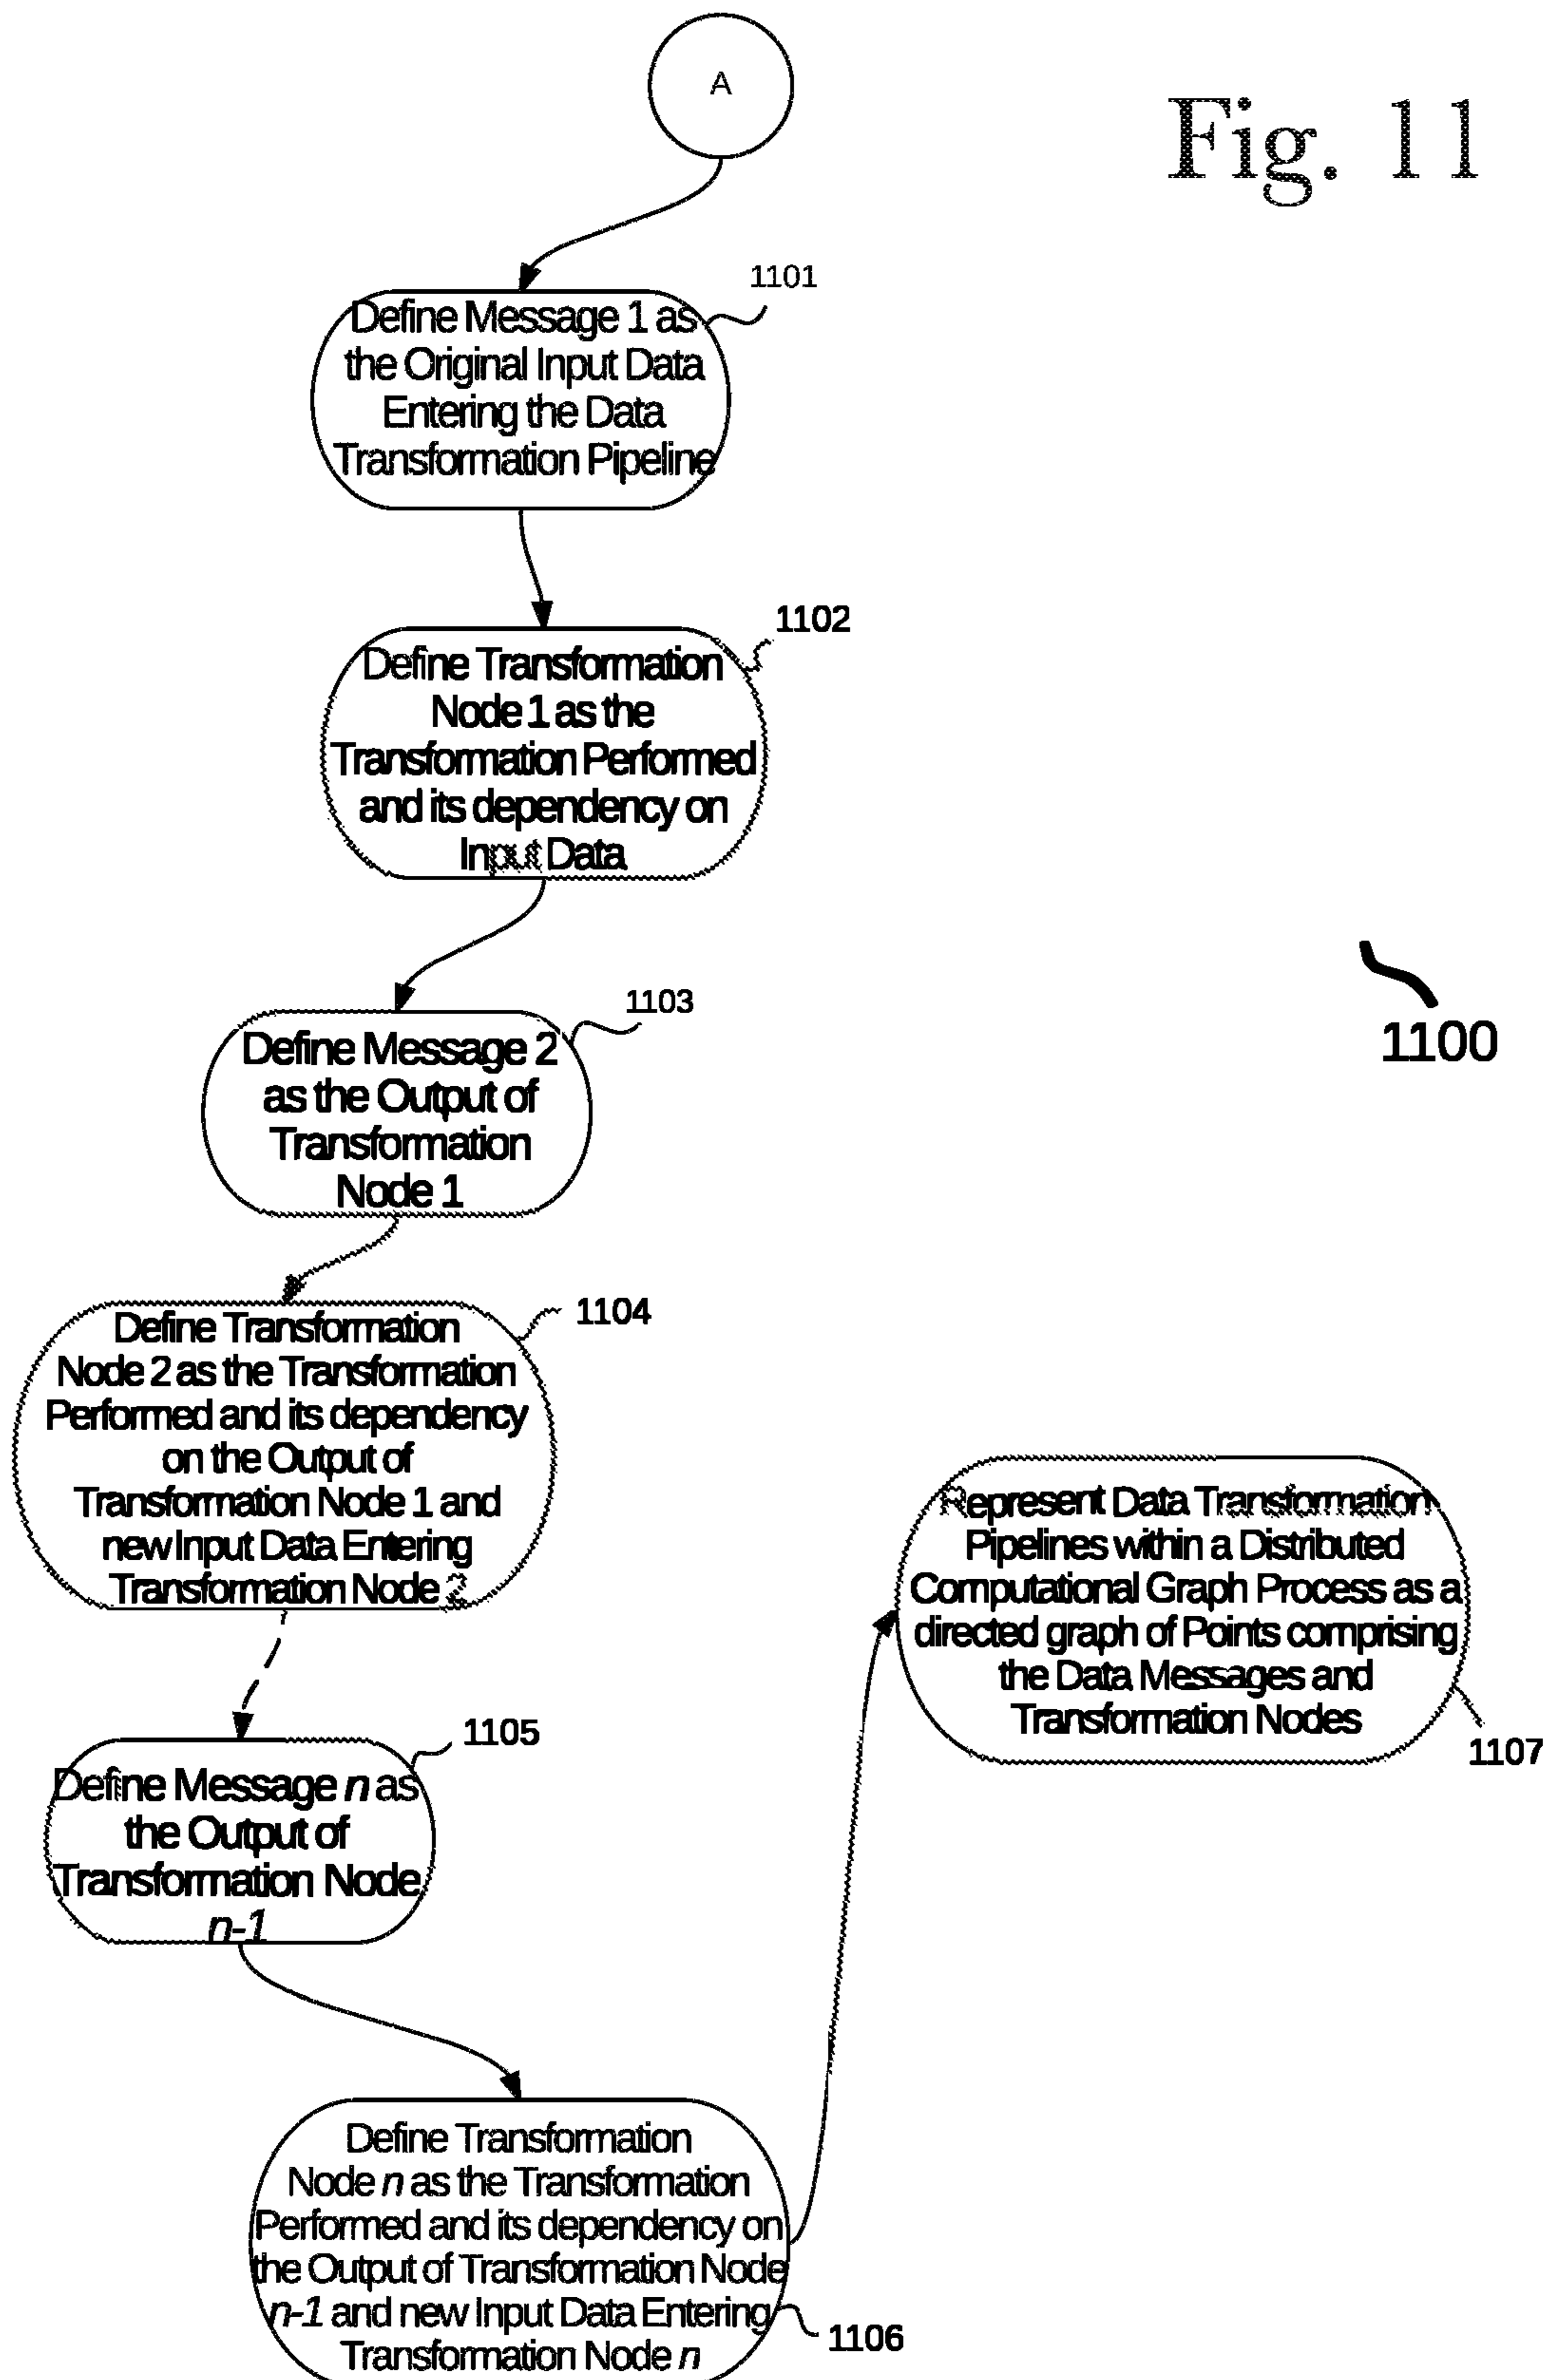 A
Fig. 11
1101
Define Message 1 as
the Original Input Data
Entering the Data
Transformation Pipeline
1102
Define Transformation
Node 1 as the
Transformation Performed
and its dependency on
Input Data
1103
Define Message 2
as the Output of
Transformation
Node 1
1100
1104
Define Transformation
Node 2 as the Transformation
Performed and its dependency
on the Output of
Transformation Node 1 and
new Input Data Entering
Transformation Node 2
1105
Define Message n as
the Output of
Transformation Node
n-1
Define Transformation
Node n as the Transformation
Performed and its dependency on
the Output of Transformation Node
n-1 and new Input Data Entering
Transformation Node n
1106
Represent Data Transformation
Pipelines within a Distributed
Computational Graph Process as a
directed graph of Points comprising
the Data Messages and
Transformation Nodes
1107